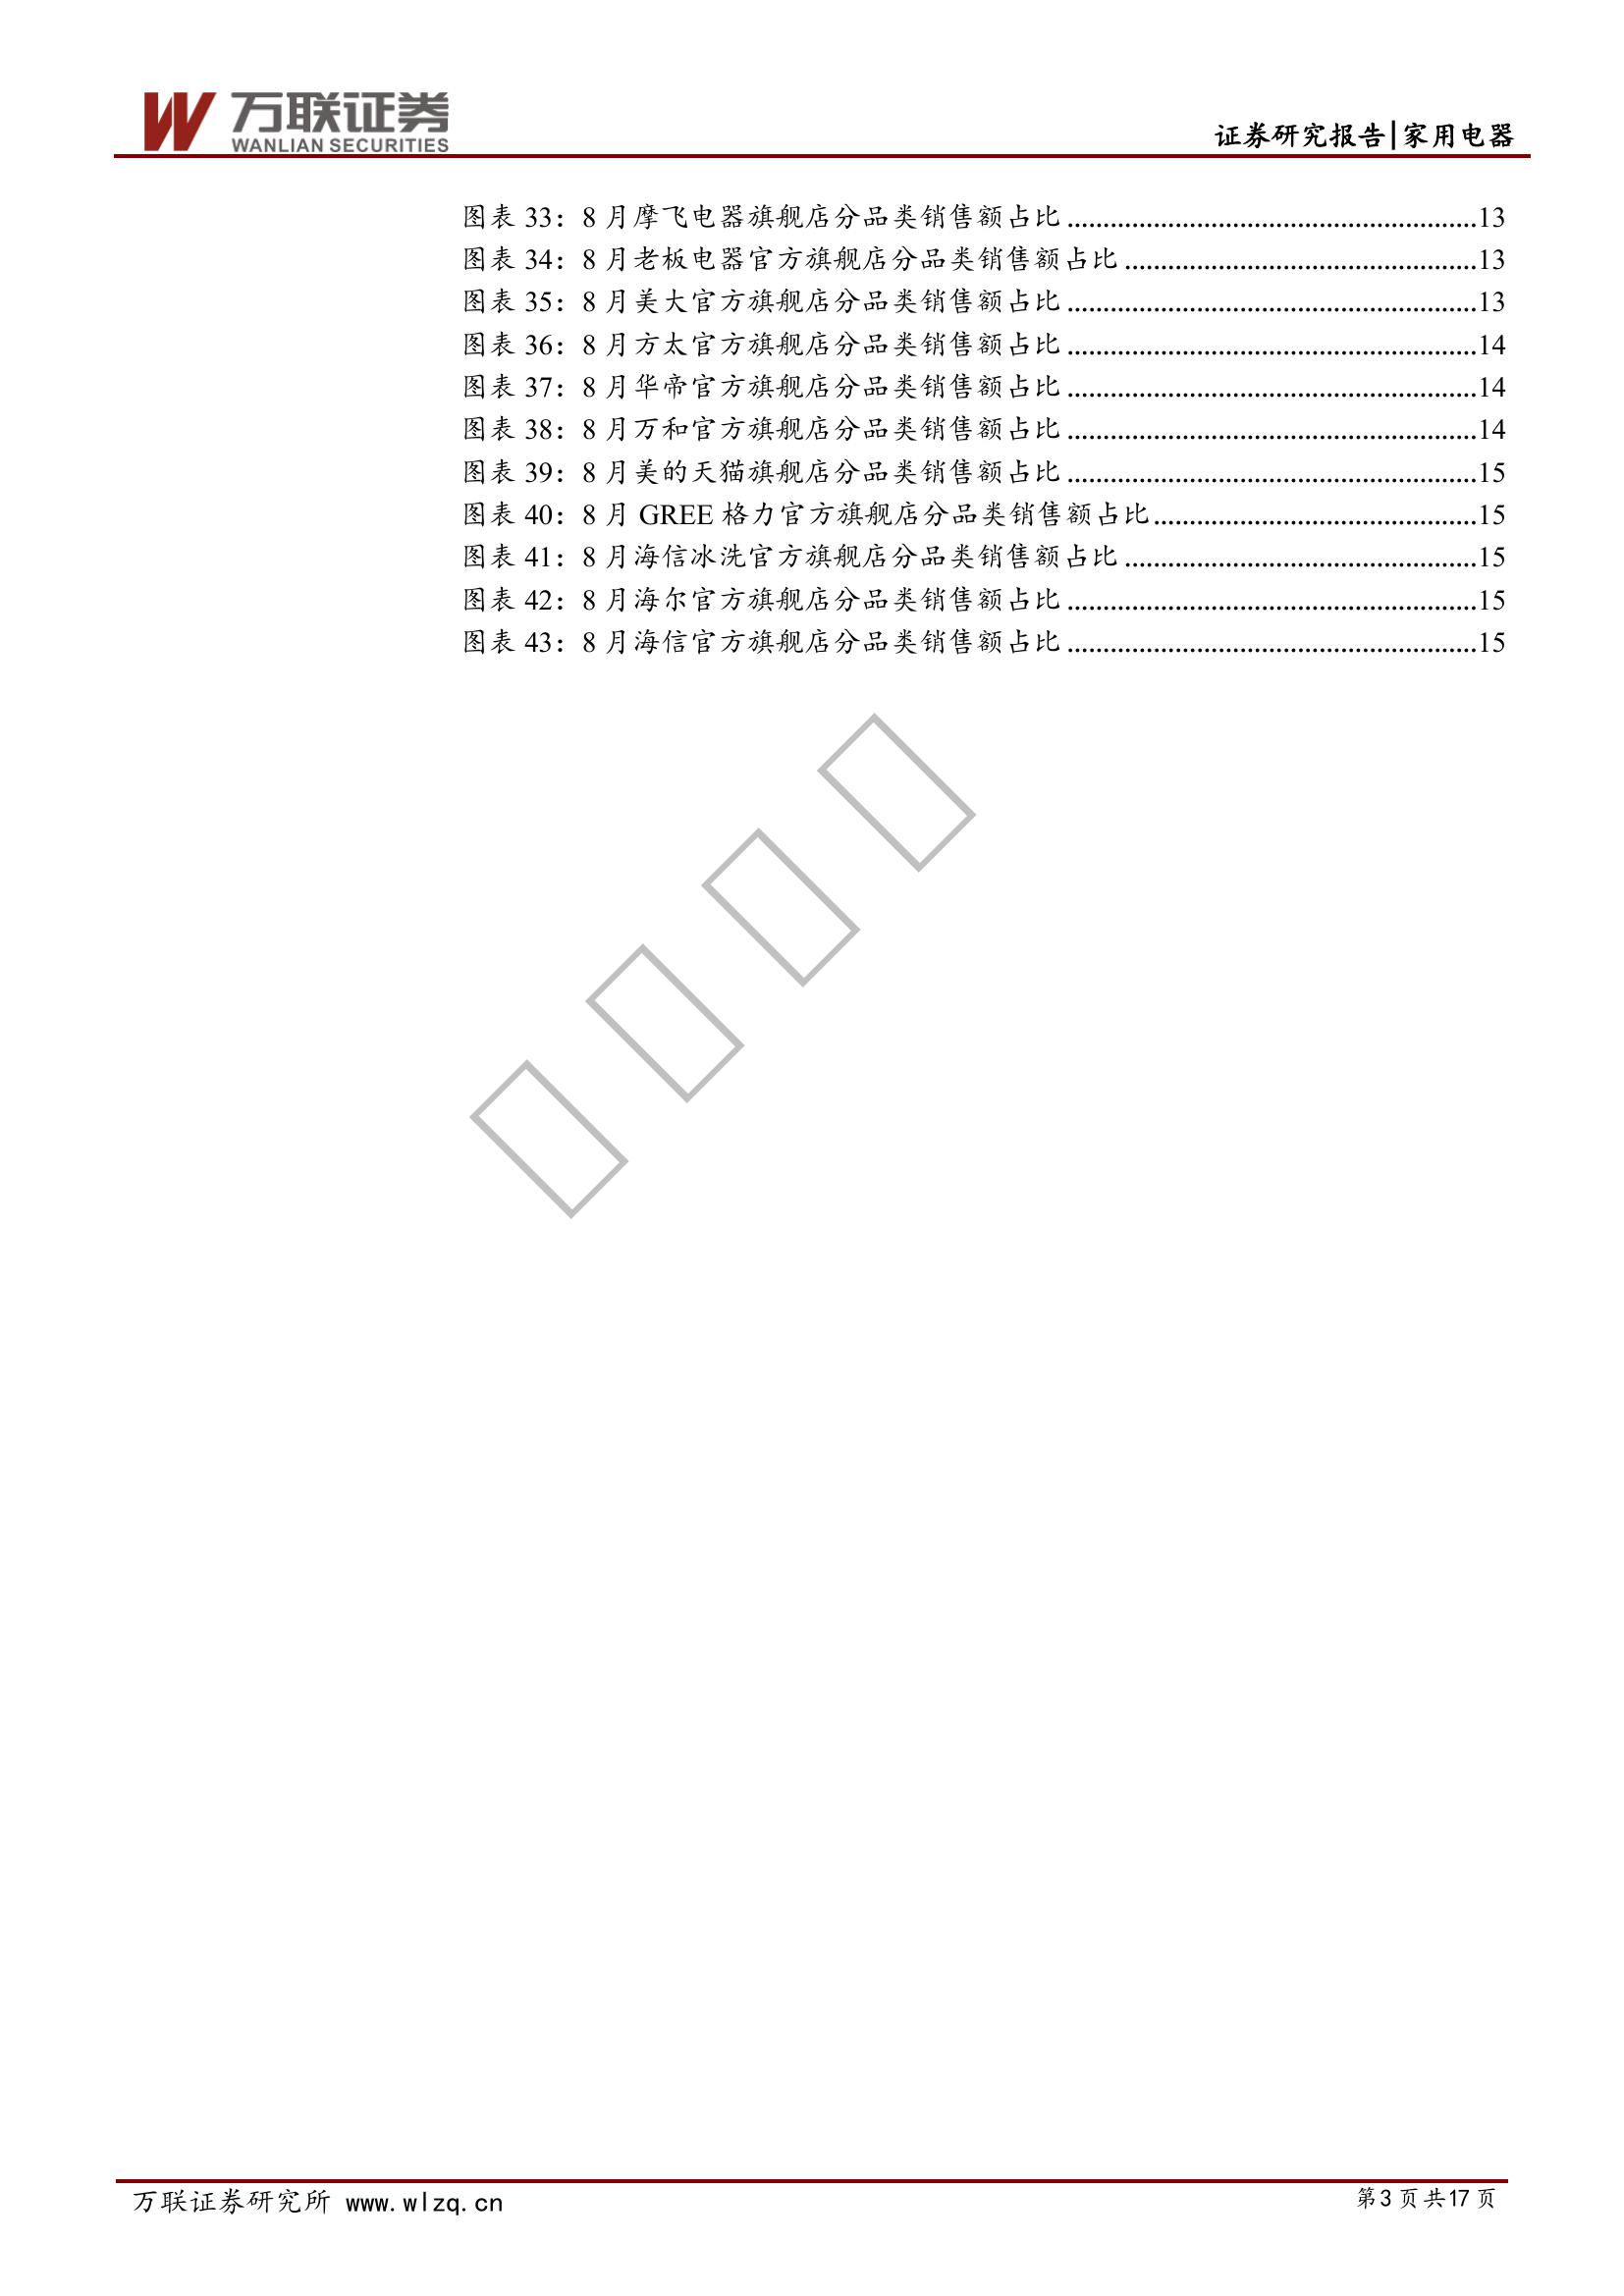 万联证券
WANLIAN SECURITIES
证券研究报告|家用电器
图表 33：8 月摩飞电器旗舰店分品类销售额占比.........................................................13
图表 34：8 月老板电器官方旗舰店分品类销售额占比.................................................13
图表 35：8 月美大官方旗舰店分品类销售额占比.........................................................13
图表 36：8 月方太官方旗舰店分品类销售额占比.........................................................14
图表 37：8 月华帝官方旗舰店分品类销售额占比.........................................................14
图表 38：8 月万和官方旗舰店分品类销售额占比.........................................................14
图表 39：8 月美的天猫旗舰店分品类销售额占比.........................................................15
图表 40：8 月 GREE 格力官方旗舰店分品类销售额占比.............................................15
图表 41：8 月海信冰洗官方旗舰店分品类销售额占比.................................................15
图表 42：8 月海尔官方旗舰店分品类销售额占比.........................................................15
图表 43：8 月海信官方旗舰店分品类销售额占比.........................................................15
万联证券研究所 www.wlzq.cn
第3 页 共17 页